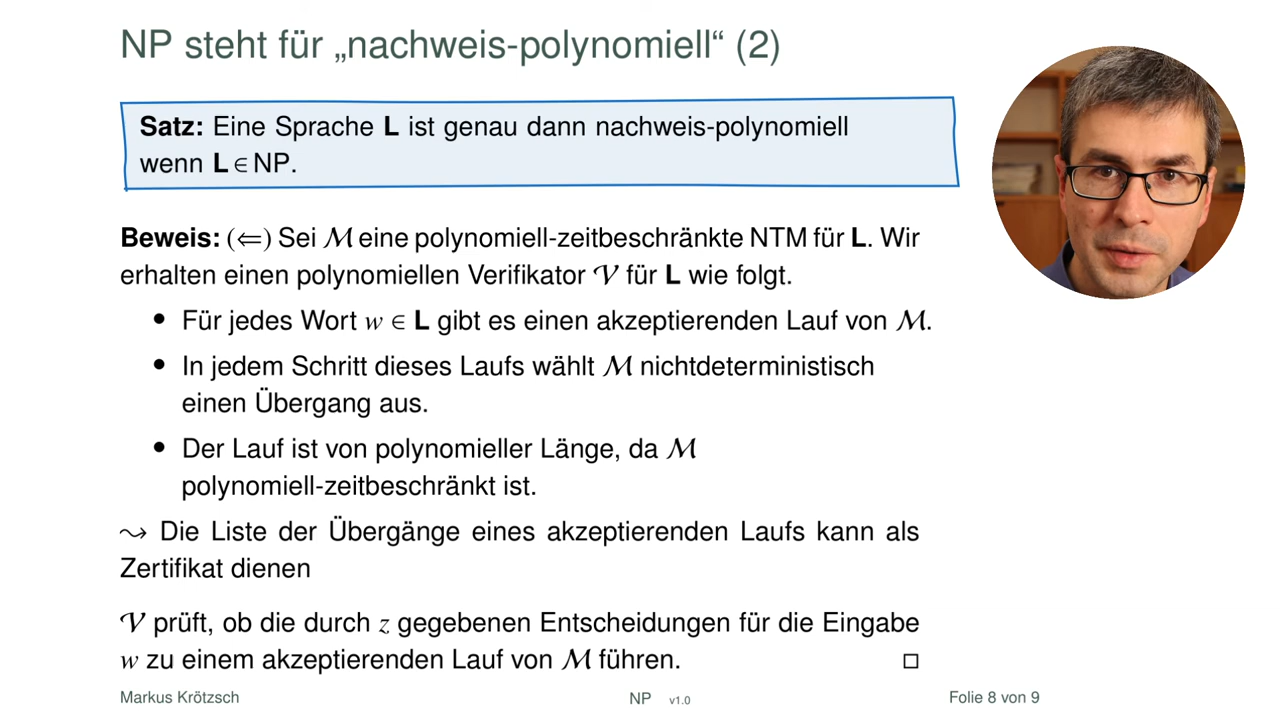 NP steht für „nachweis-polynomiell“ (2)
Satz: Eine Sprache L ist genau dann nachweis-polynomiell
wenn L ∈ NP.
Beweis: (⇐) Sei ℳ eine polynomiell-zeitbeschränkte NTM für L. Wir
erhalten einen polynomiellen Verifikator 𝒱 für L wie folgt.
• Für jedes Wort w ∈ L gibt es einen akzeptierenden Lauf von ℳ.
• In jedem Schritt dieses Laufs wählt ℳ nichtdeterministisch
einen Übergang aus.
• Der Lauf ist von polynomieller Länge, da ℳ
polynomiell-zeitbeschränkt ist.
⤳ Die Liste der Übergänge eines akzeptierenden Laufs kann als
Zertifikat dienen
𝒱 prüft, ob die durch z gegebenen Entscheidungen für die Eingabe
w zu einem akzeptierenden Lauf von ℳ führen. □
Markus Krötzsch NP v1.0 Folie 8 von 9